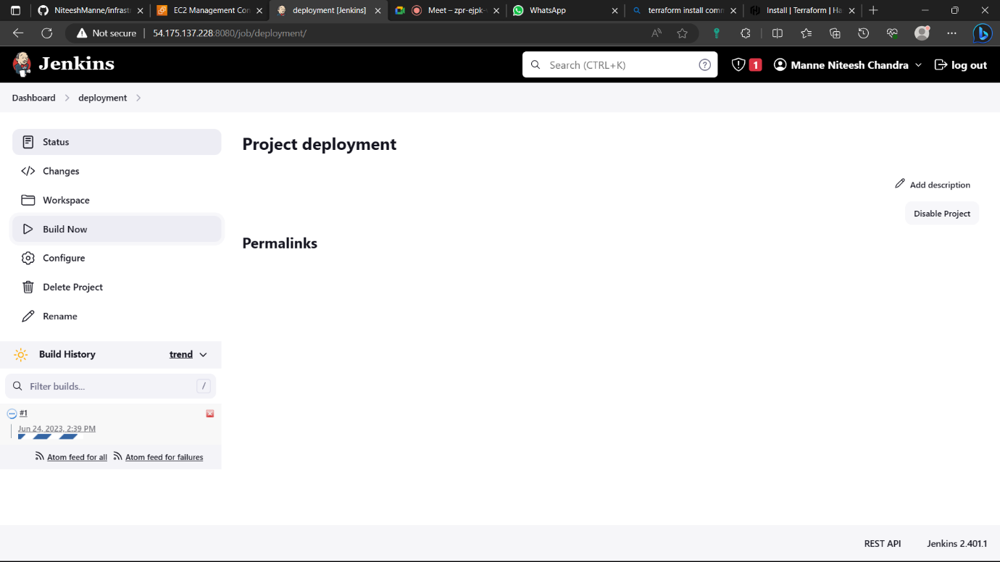 NiteeshManne/infrast
EC2 Management Con
deployment [Jenkins]
Meet – zpr-ejpk-
WhatsApp
terraform install comm
Install | Terraform | Ha
Not secure
54.175.137.228:8080/job/deployment/
Jenkins
Search (CTRL+K)
1
Manne Niteesh Chandra
log out
Dashboard
deployment
Status
Changes
Workspace
Build Now
Configure
Delete Project
Rename
Project deployment
Add description
Disable Project
Permalinks
Build History
trend
Filter builds...
/
#1
Jun 24, 2023, 2:39 PM
Atom feed for all
Atom feed for failures
REST API
Jenkins 2.401.1